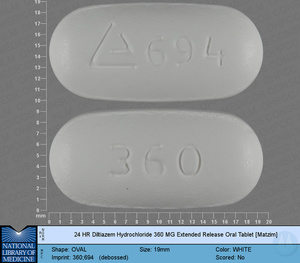 694
360
24 HR Diltiazem Hydrochloride 360 MG Extended Release Oral Tablet [Matzim]
NATIONAL
LIBRARY OF
MEDICINE
Shape: OVAL Size: 19mm Color: WHITE
Imprint: 360;694 (debossed) Scored: No